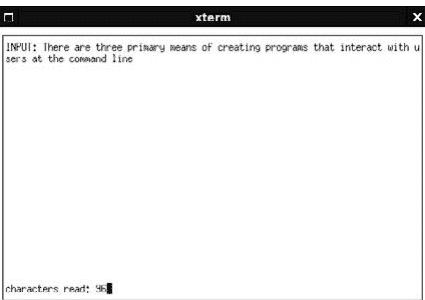 xterm
INPUT: There are three primary means of creating programs that interact with u
sers at the command line
characters read: 96